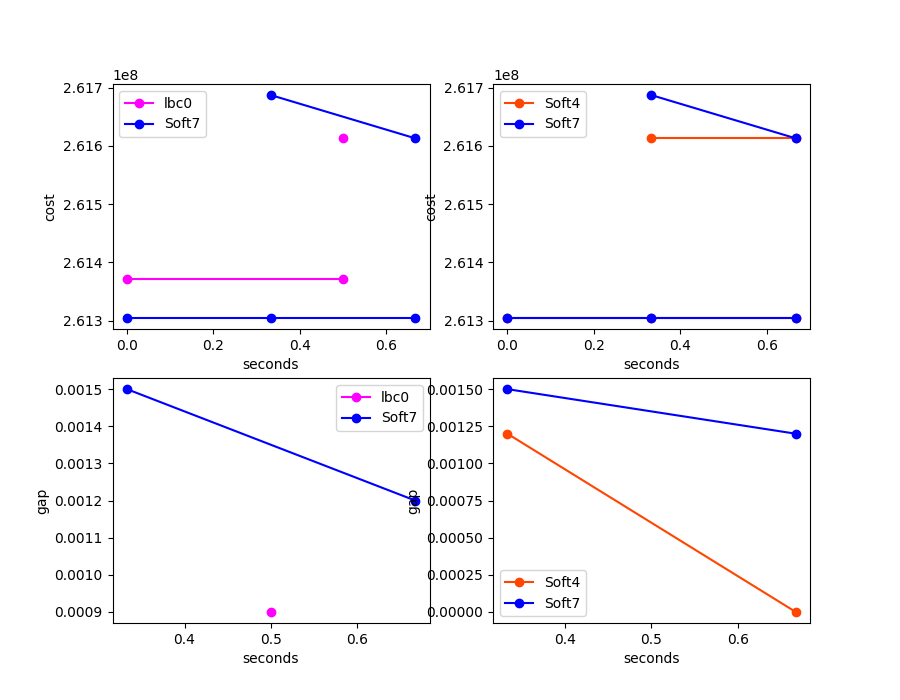 1e8
2.617
2.616
2.615
2.614
2.613
cost
lbc0
Soft7
0.0
0.2
0.4
0.6
seconds
1e8
2.617
2.616
2.615
2.614
2.613
cost
Soft4
Soft7
0.0
0.2
0.4
0.6
seconds
0.0015
0.0014
0.0013
0.0012
0.0011
0.0010
0.0009
gap
lbc0
Soft7
0.4
0.5
0.6
seconds
0.00150
0.00125
0.00100
0.00075
0.00050
0.00025
0.00000
gap
Soft4
Soft7
0.4
0.5
0.6
seconds